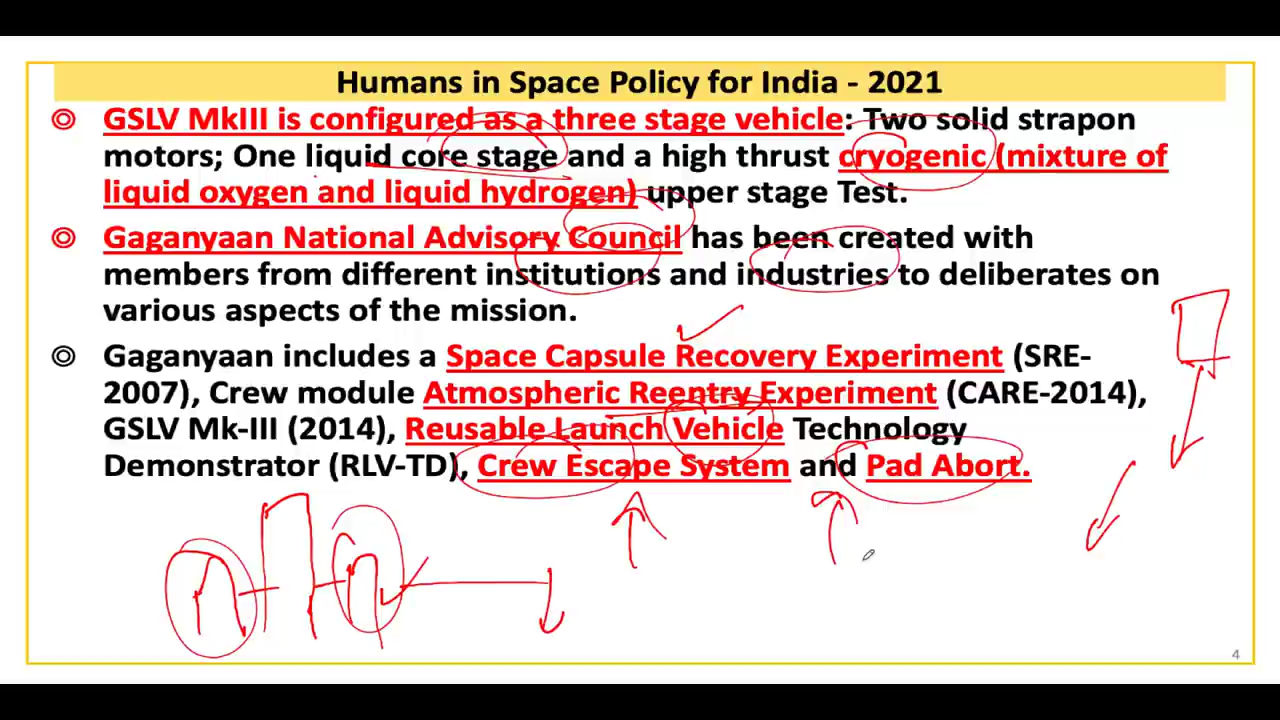 Humans in Space Policy for India - 2021
GSLV MkIII is configured as a three stage vehicle: Two solid strapon
motors; One liquid core stage and a high thrust cryogenic (mixture of
liquid oxygen and liquid hydrogen) upper stage Test.
Gaganyaan National Advisory Council has been created with
members from different institutions and industries to deliberates on
various aspects of the mission.
Gaganyaan includes a Space Capsule Recovery Experiment (SRE-
2007), Crew module Atmospheric Reentry Experiment (CARE-2014),
GSLV Mk-III (2014), Reusable Launch Vehicle Technology
Demonstrator (RLV-TD), Crew Escape System and Pad Abort.
4